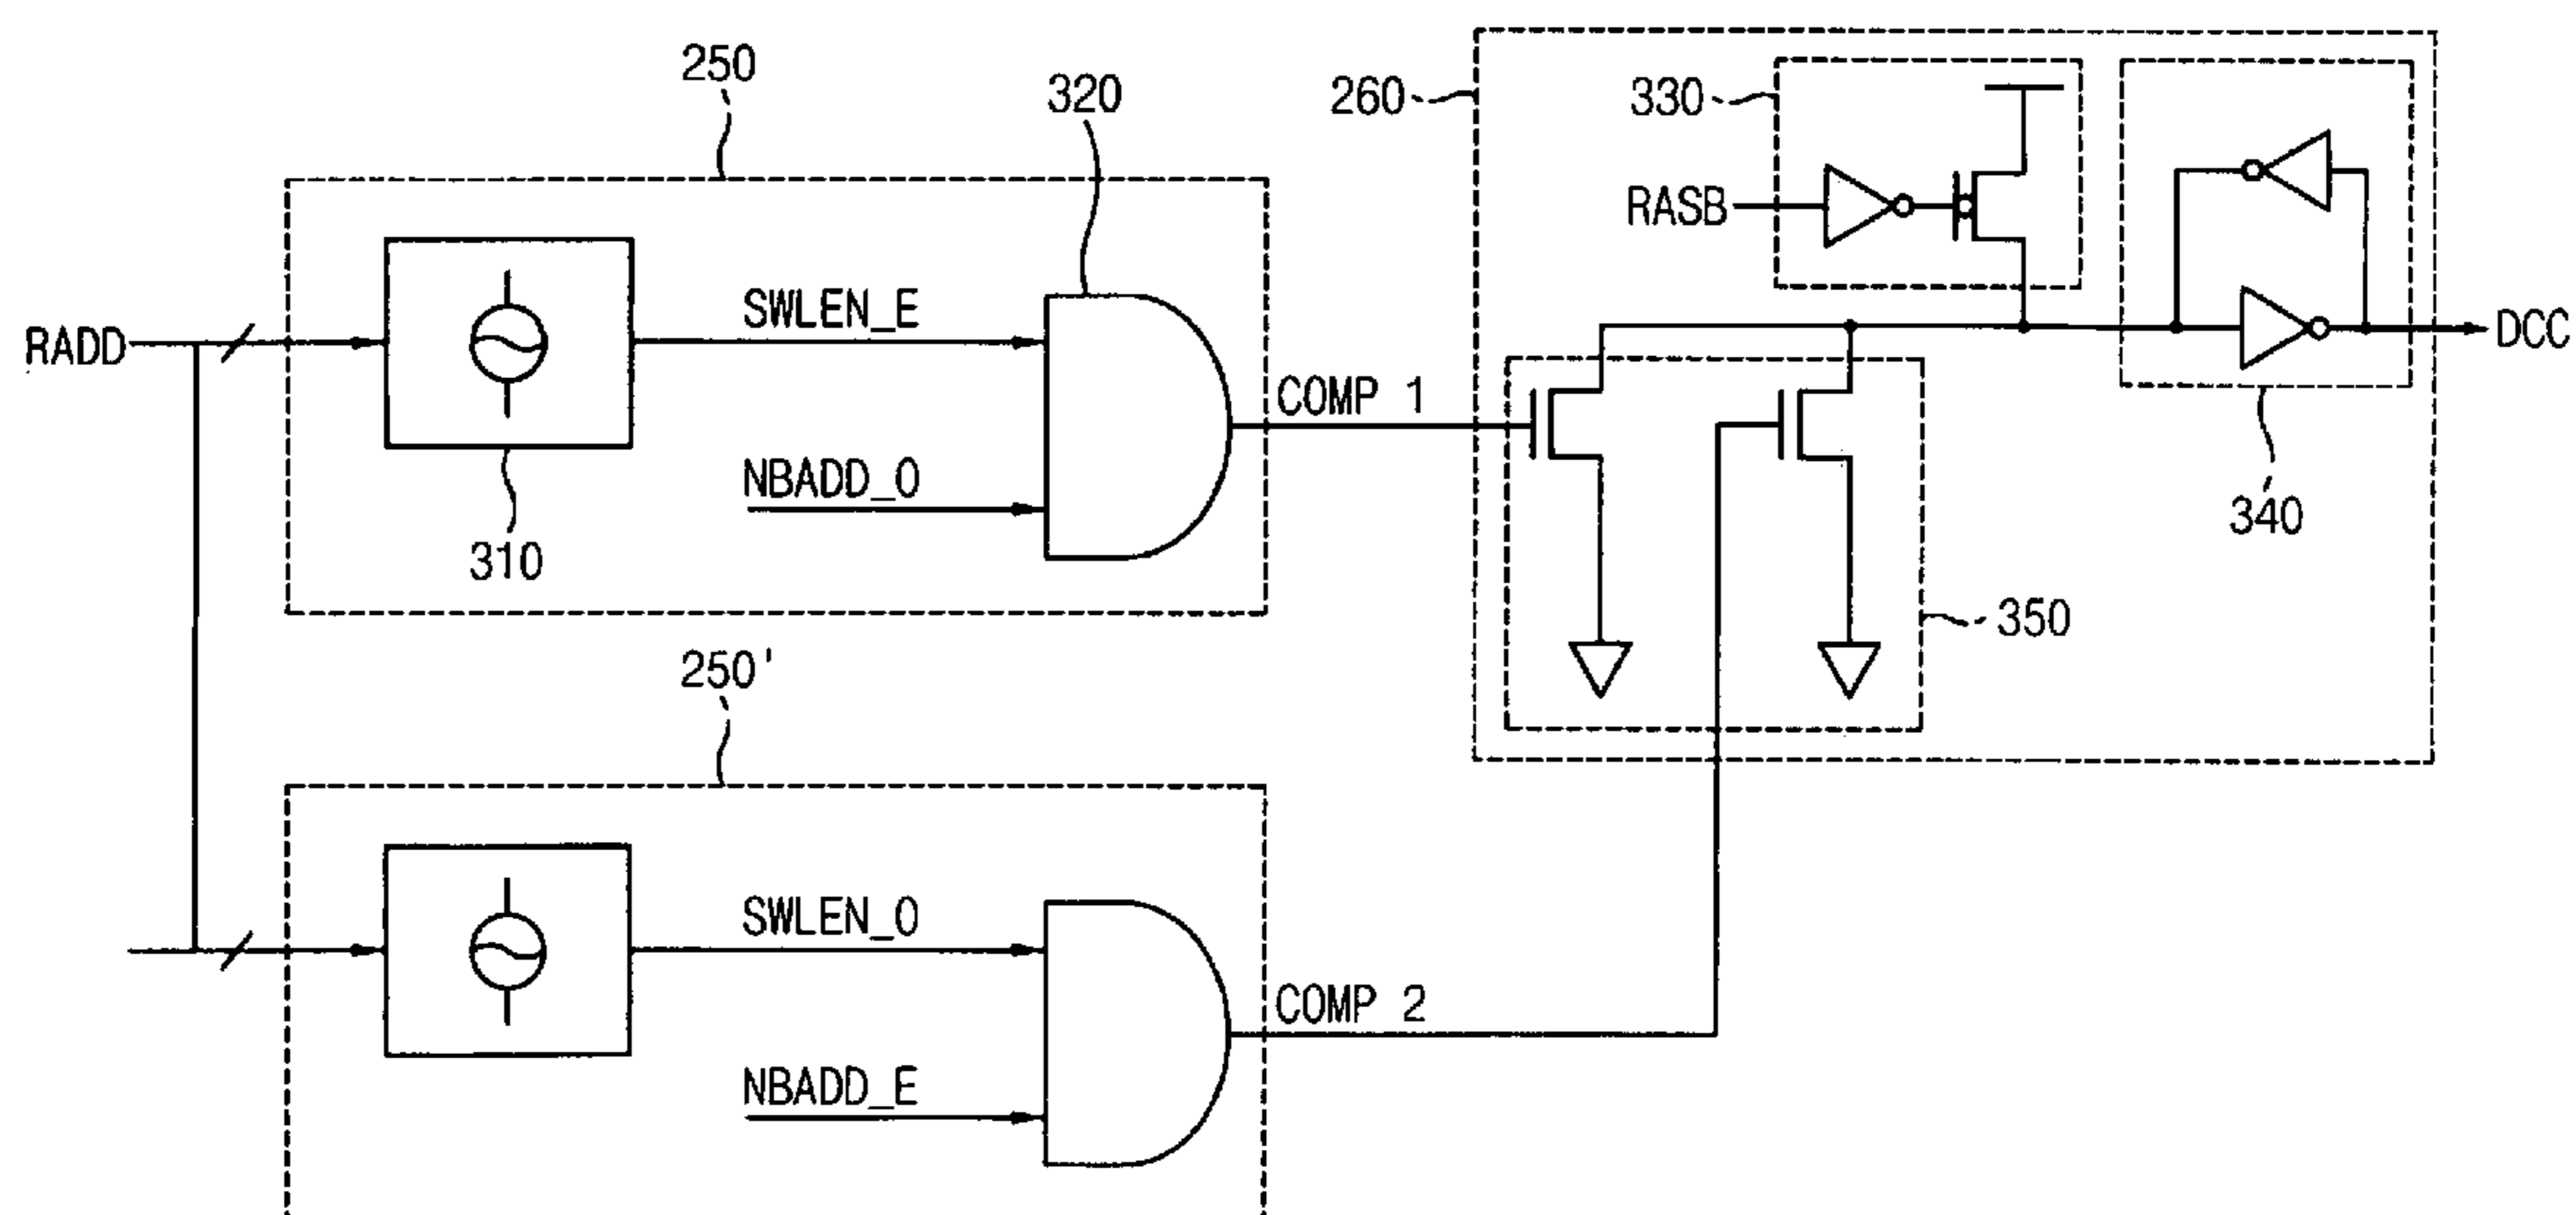 250
320
260
330
RASB
SWLEN_E
RADD
DCC
COMP 1
NBADD_O
310
340
350
250'
SWLEN_O
COMP 2
NBADD_E